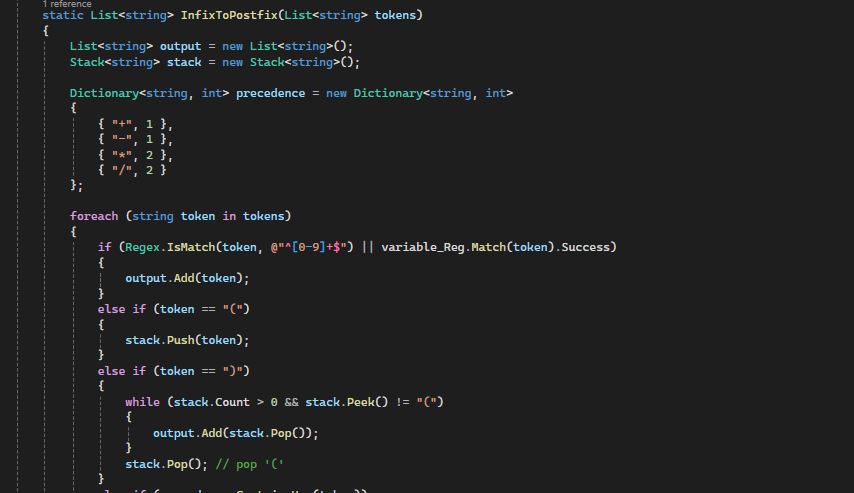 1 reference
static List<string> InfixToPostfix(List<string> tokens)
{
List<string> output = new List<string>();
Stack<string> stack = new Stack<string>();
Dictionary<string, int> precedence = new Dictionary<string, int>
{
{ "+", 1 },
{ "-", 1 },
{ "*", 2 },
{ "/", 2 }
};
foreach (string token in tokens)
{
if (Regex.IsMatch(token, @"^[0-9]+$") || variable_Reg.Match(token).Success)
{
output.Add(token);
}
else if (token == "(")
{
stack.Push(token);
}
else if (token == ")")
{
while (stack.Count > 0 && stack.Peek() != "(")
{
output.Add(stack.Pop());
}
stack.Pop(); // pop '('
}